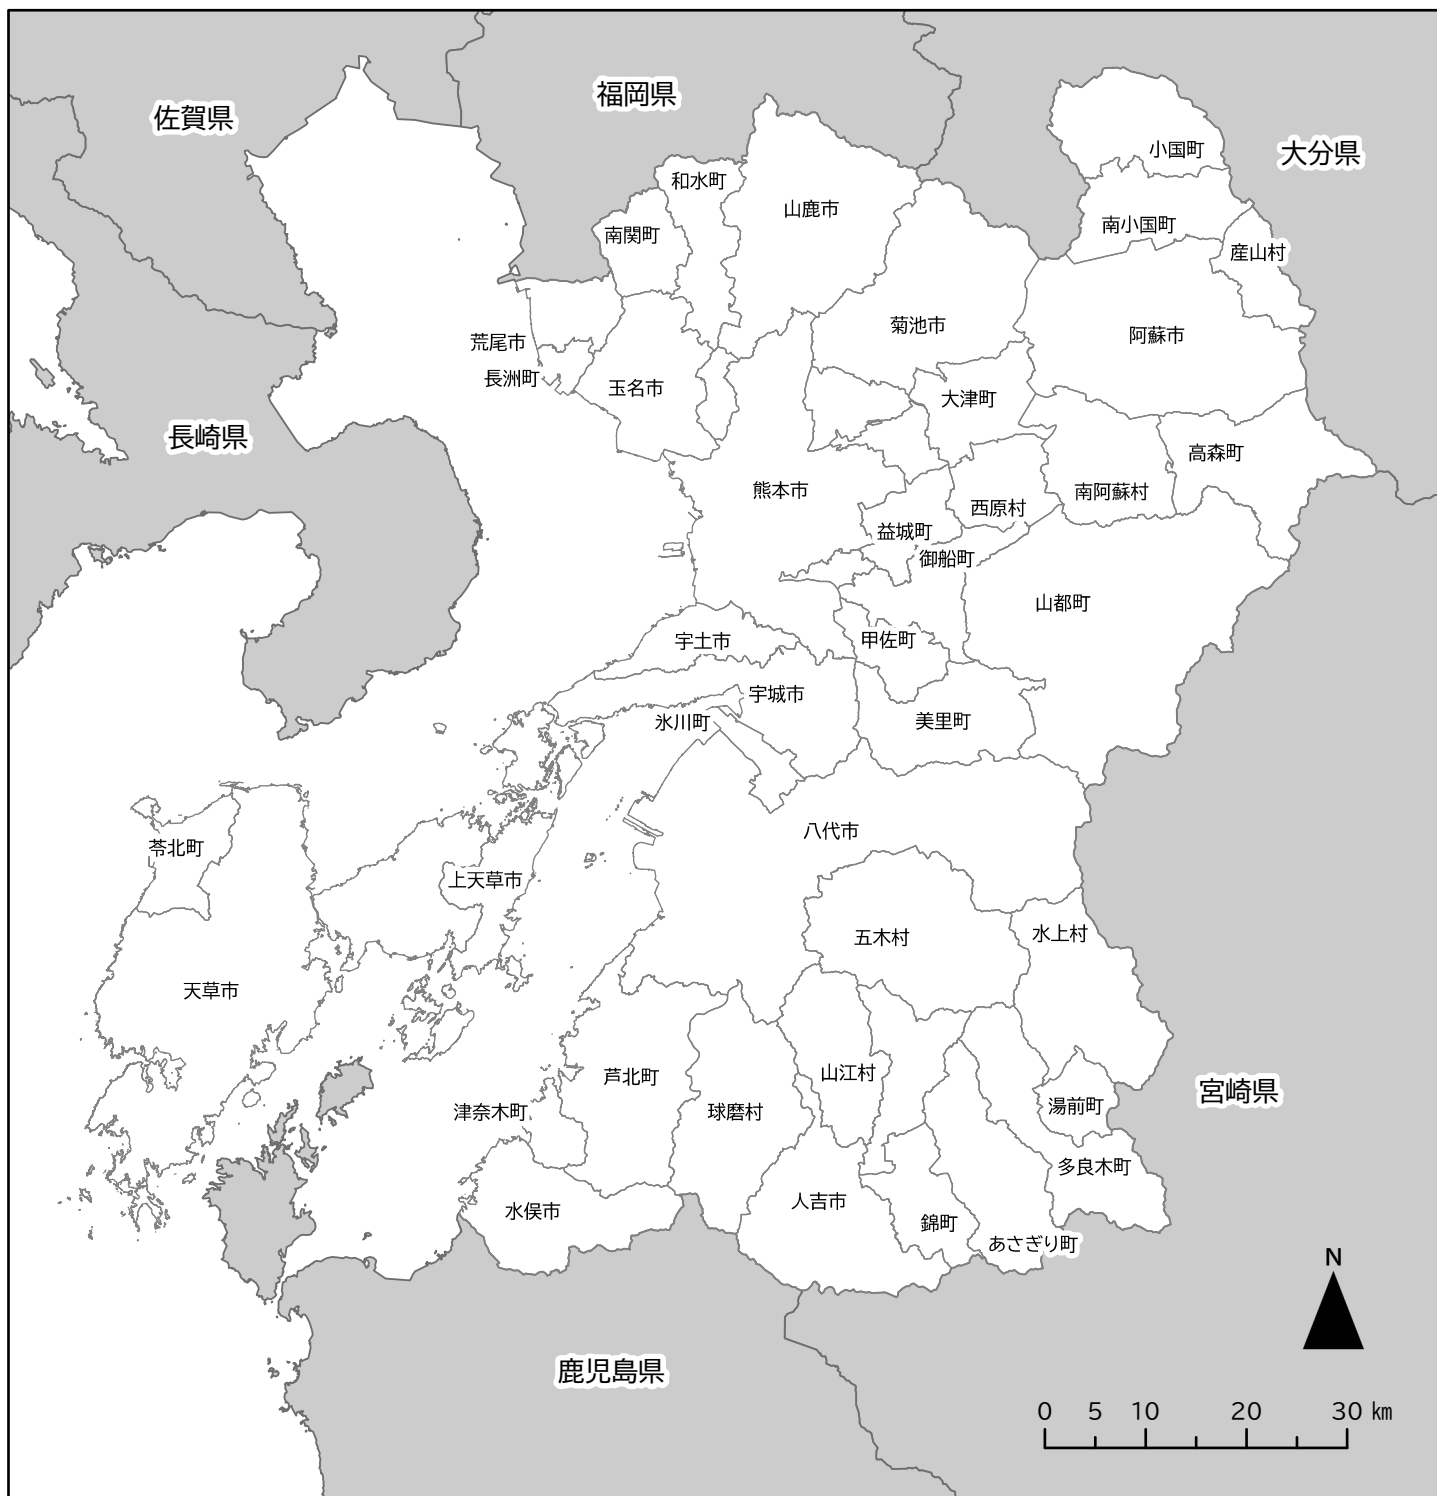 福岡県
佐賀県
大分県
小国町
和水町
山鹿市
南小国町
南関町
産山村
菊池市
阿蘇市
荒尾市
長洲町
玉名市
大津町
長崎県
高森町
熊本市
南阿蘇村
西原村
益城町
御船町
山都町
宇土市
甲佐町
宇城市
氷川町
美里町
八代市
苓北町
上天草市
五木村
水上村
天草市
山江村
芦北町
宮崎県
湯前町
津奈木町
球磨村
多良木町
人吉市
水俣市
錦町
あさぎり町
N
鹿児島県
0 5 10 20 30 ㎞